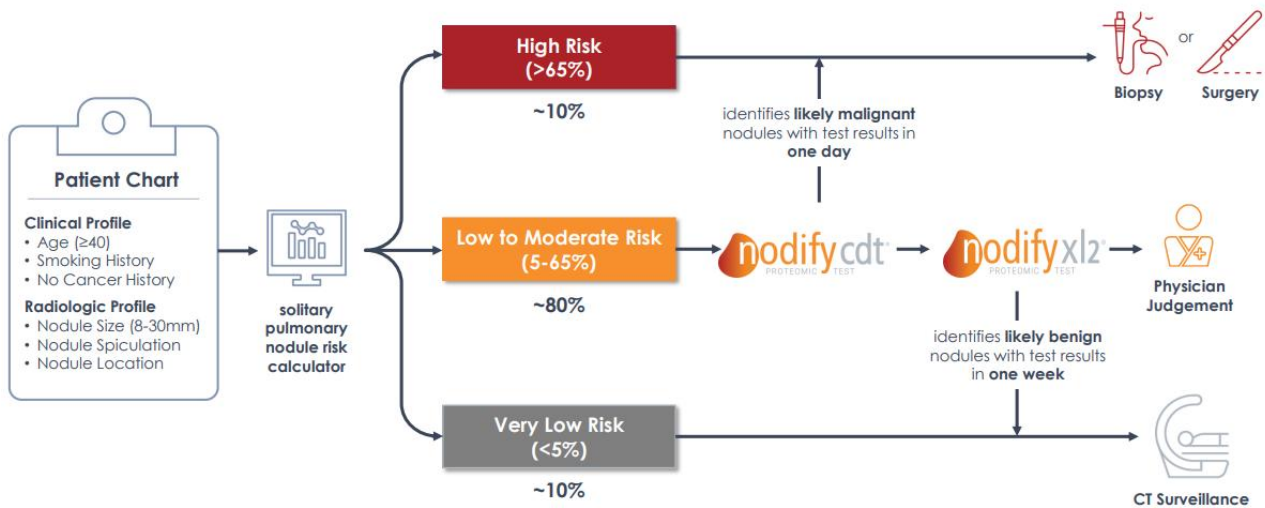 Patient Chart
Clinical Profile
• Age (≥40)
• Smoking History
• No Cancer History
Radiologic Profile
• Nodule Size (8-30mm)
• Nodule Spiculation
• Nodule Location
solitary
pulmonary
nodule risk
calculator
High Risk
(>65%)
~10%
identifies likely malignant
nodules with test results in
one day
or
Biopsy
Surgery
Low to Moderate Risk
(5-65%)
~80%
nodify cdt®
PROTEOMIC TEST
nodify xl2®
PROTEOMIC TEST
Physician
Judgement
identifies likely benign
nodules with test results
in one week
Very Low Risk
(<5%)
~10%
CT Surveillance